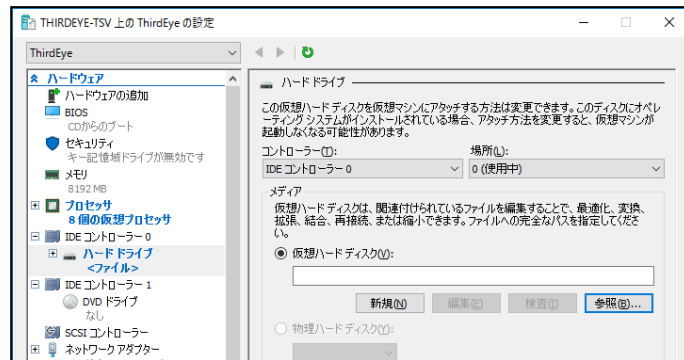 THIRDEYE-TSV 上の ThirdEye の設定
ThirdEye
ハードウェア
ハードウェアの追加
BIOS
CDからのブート
セキュリティ
キー記憶域ドライブが無効です
メモリ
8192 MB
プロセッサ
8 個の仮想プロセッサ
IDE コントローラー 0
ハード ドライブ
<ファイル>
IDE コントローラー 1
DVD ドライブ
なし
SCSI コントローラー
ネットワーク アダプター
ハード ドライブ
この仮想ハード ディスクを仮想マシンにアタッチする方法は変更できます。このディスクにオペレ
ーティング システムがインストールされている場合、アタッチ方法を変更すると、仮想マシンが
起動しなくなる可能性があります。
コントローラー(T): 場所(L):
IDE コントローラー 0 0 (使用中)
メディア
仮想ハード ディスクは、関連付けられているファイルを編集することで、最適化、変換、
拡張、結合、再接続、または縮小できます。ファイルへの完全なパスを指定してくださ
い。
仮想ハード ディスク(V):
新規(N) 編集(E) 検査(I) 参照(B)...
物理ハード ディスク(Y):